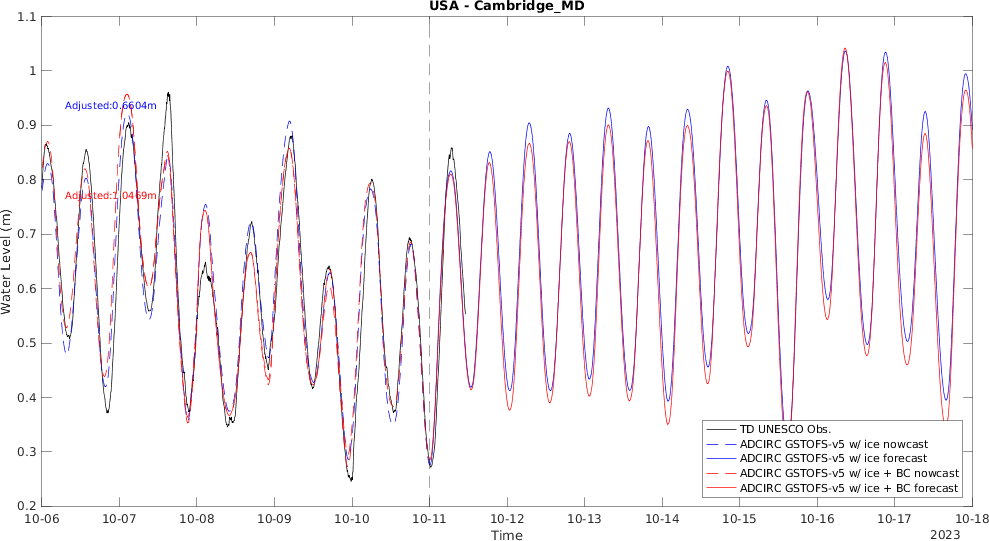 USA - Cambridge_MD
1.1
1
0.9
0.8
0.7
0.6
0.5
0.4
0.3
0.2
Water Level (m)
Adjusted:0.6604m
Adjusted:1.0469m
TD UNESCO Obs.
ADCIRC GSTOFS-v5 w/ ice nowcast
ADCIRC GSTOFS-v5 w/ ice forecast
ADCIRC GSTOFS-v5 w/ ice + BC nowcast
ADCIRC GSTOFS-v5 w/ ice + BC forecast
10-06 10-07 10-08 10-09 10-10 10-11 10-12 10-13 10-14 10-15 10-16 10-17 10-18
Time
2023